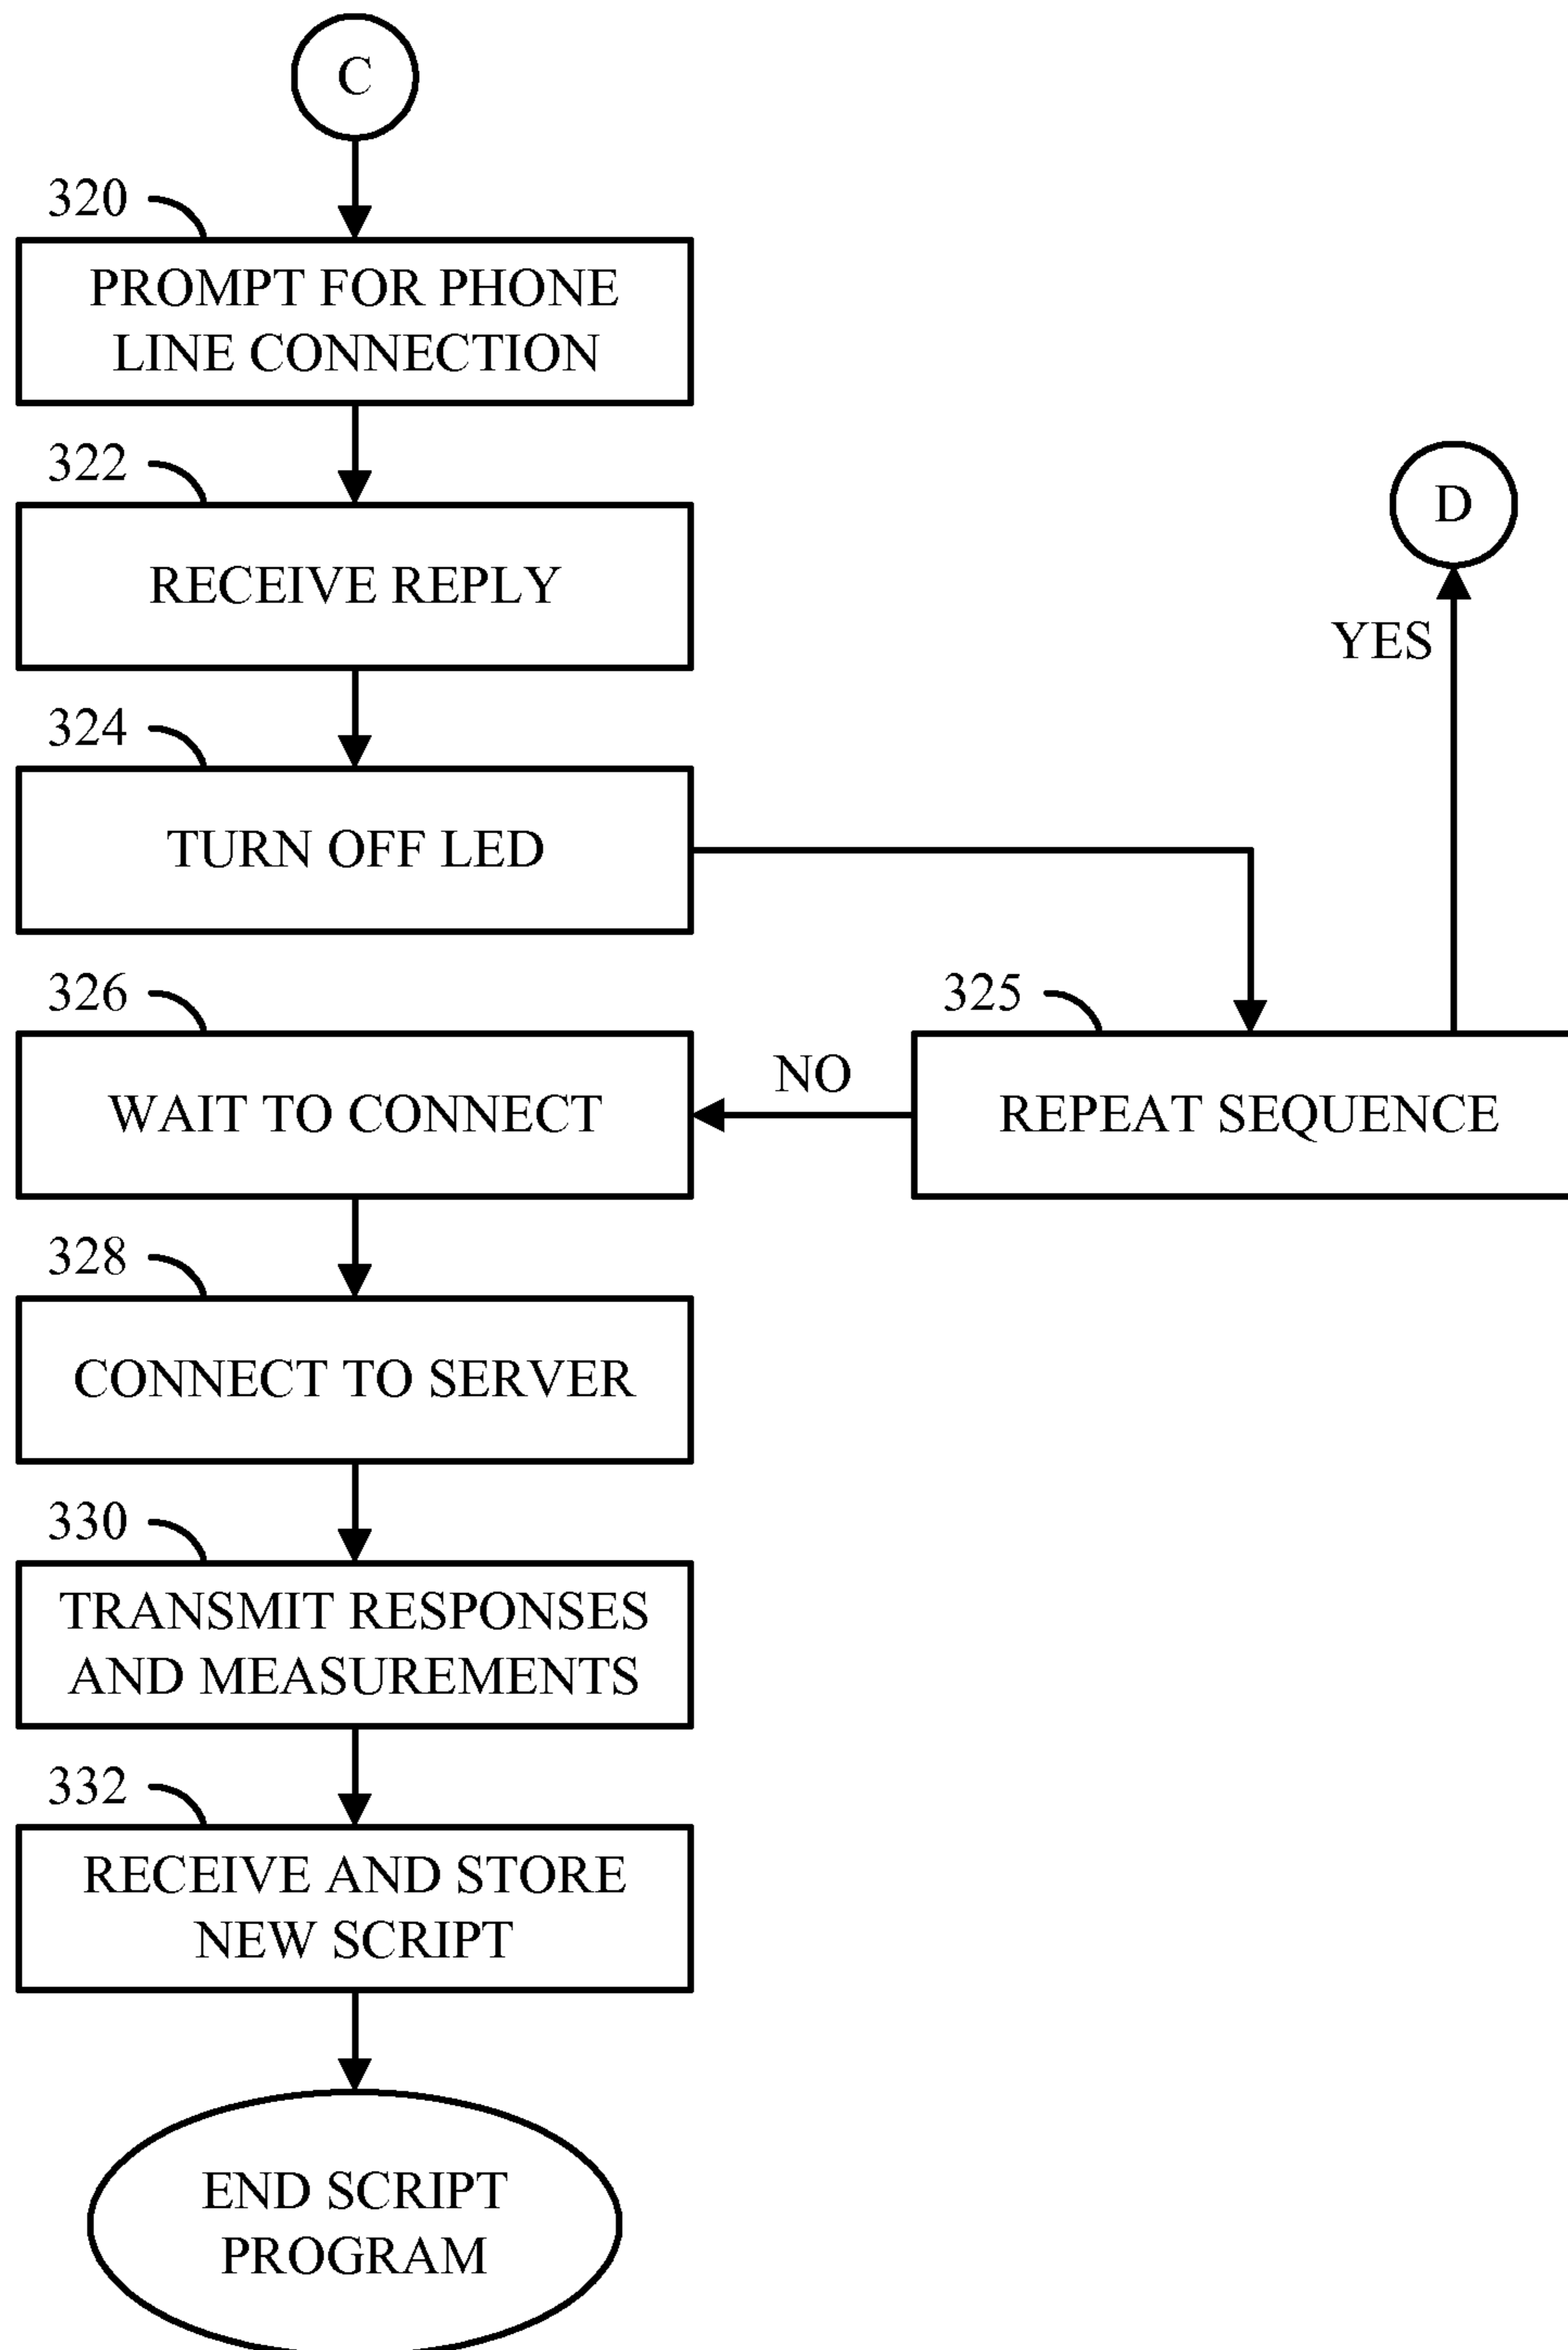 C
320
PROMPT FOR PHONE
LINE CONNECTION
322
RECEIVE REPLY
D
YES
324
TURN OFF LED
326
WAIT TO CONNECT
NO
325
REPEAT SEQUENCE
328
CONNECT TO SERVER
330
TRANSMIT RESPONSES
AND MEASUREMENTS
332
RECEIVE AND STORE
NEW SCRIPT
END SCRIPT
PROGRAM